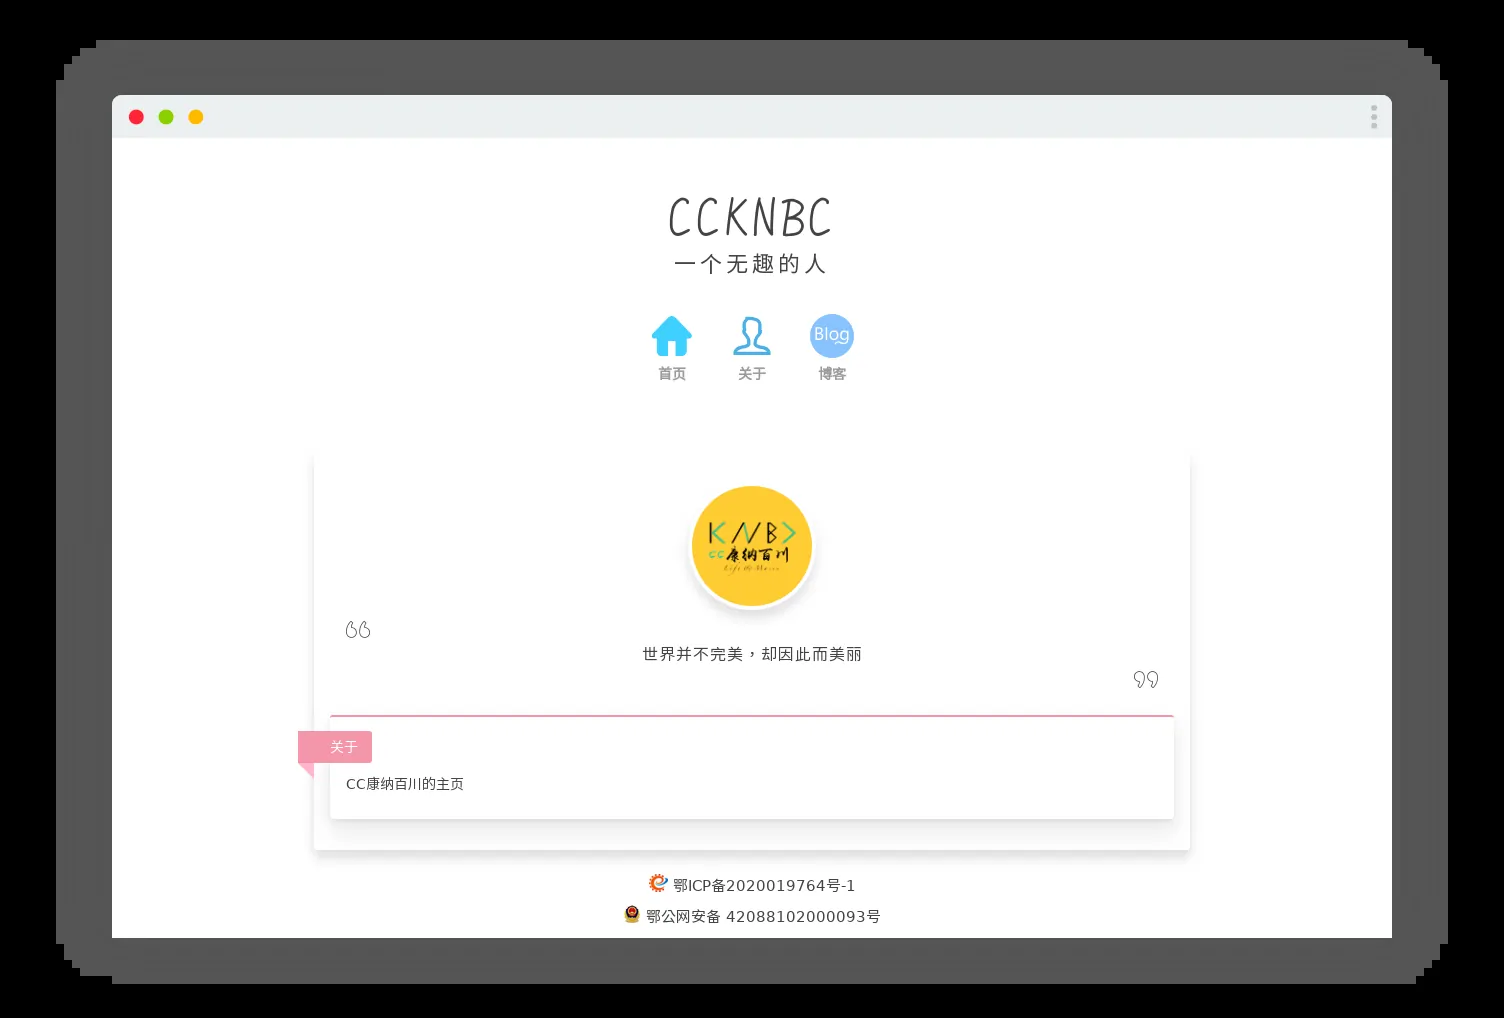 CCKNBC
一个无趣的人
首页 关于 Blog 博客
KNB
CC康纳百川
世界并不完美，却因此而美丽
关于
CC康纳百川的主页
鄂ICP备2020019764号-1
鄂公网安备 42088102000093号